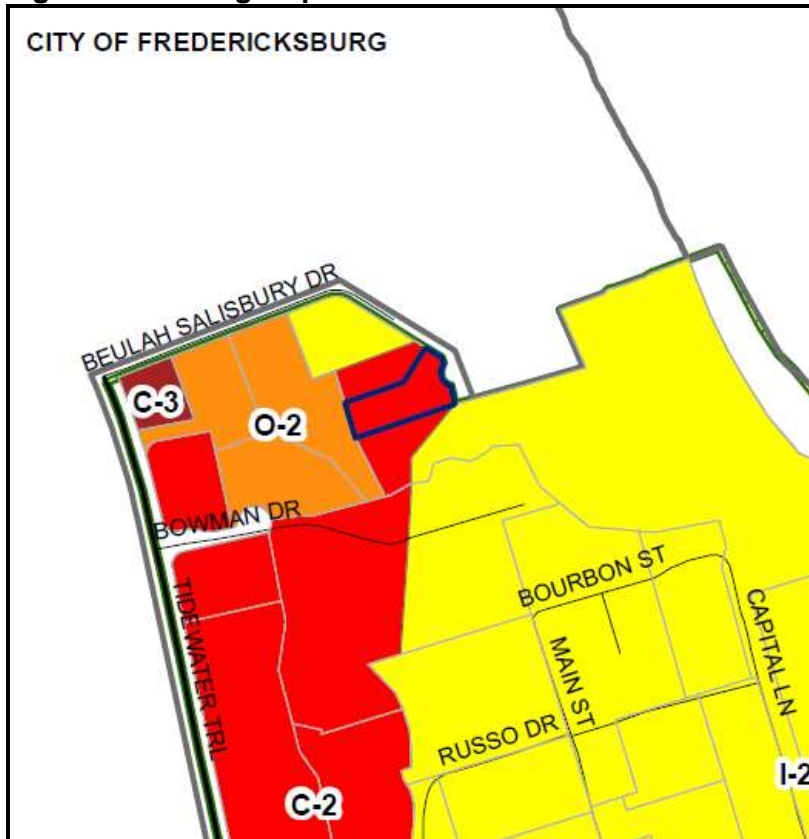 CITY OF FREDERICKSBURG
BEULAH SALISBURY DR
C-3
O-2
BOWMAN DR
BOURBON ST
TIDEWATER TRL
MAIN ST
CAPITAL LN
RUSSO DR
I-2
C-2